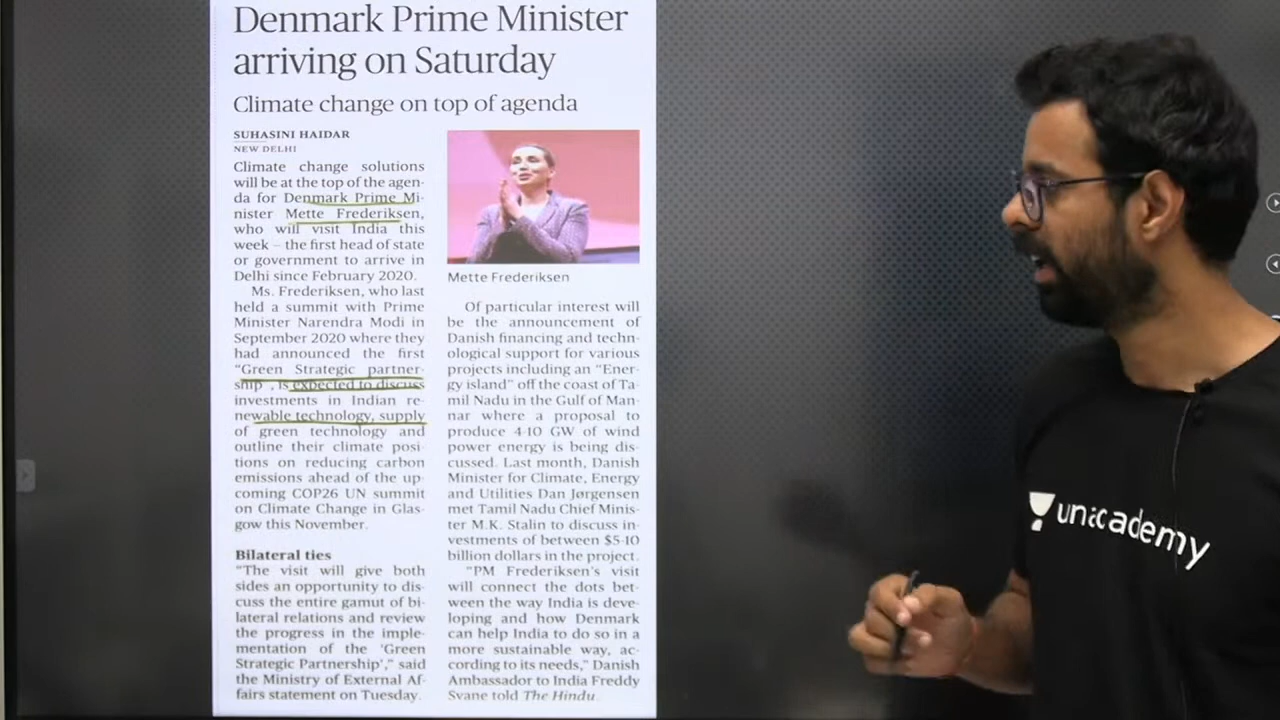 Denmark Prime Minister
arriving on Saturday
Climate change on top of agenda
SUHASINI HAIDAR
NEW DELHI
Climate change solutions
will be at the top of the agen-
da for Denmark Prime Mi-
nister Mette Frederiksen,
who will visit India this
week – the first head of state
or government to arrive in
Delhi since February 2020.
Ms. Frederiksen, who last
held a summit with Prime
Minister Narendra Modi in
September 2020 where they
had announced the first
“Green Strategic partner-
ship”, is expected to discuss
investments in Indian re-
newable technology, supply
of green technology and
outline their climate posi-
tions on reducing carbon
emissions ahead of the up-
coming COP26 UN summit
on Climate Change in Glas-
gow this November.
Bilateral ties
“The visit will give both
sides an opportunity to dis-
cuss the entire gamut of bi-
lateral relations and review
the progress in the imple-
mentation of the ‘Green
Strategic Partnership’,” said
the Ministry of External Af-
fairs statement on Tuesday.
Mette Frederiksen
Of particular interest will
be the announcement of
Danish financing and techn-
ological support for various
projects including an “Ener-
gy island” off the coast of Ta-
mil Nadu in the Gulf of Man-
nar where a proposal to
produce 4-10 GW of wind
power energy is being dis-
cussed. Last month, Danish
Minister for Climate, Energy
and Utilities Dan Jørgensen
met Tamil Nadu Chief Minis-
ter M.K. Stalin to discuss in-
vestments of between $5-10
billion dollars in the project.
“PM Frederiksen’s visit
will connect the dots bet-
ween the way India is deve-
loping and how Denmark
can help India to do so in a
more sustainable way, ac-
cording to its needs,” Danish
Ambassador to India Freddy
Svane told The Hindu.
unacademy